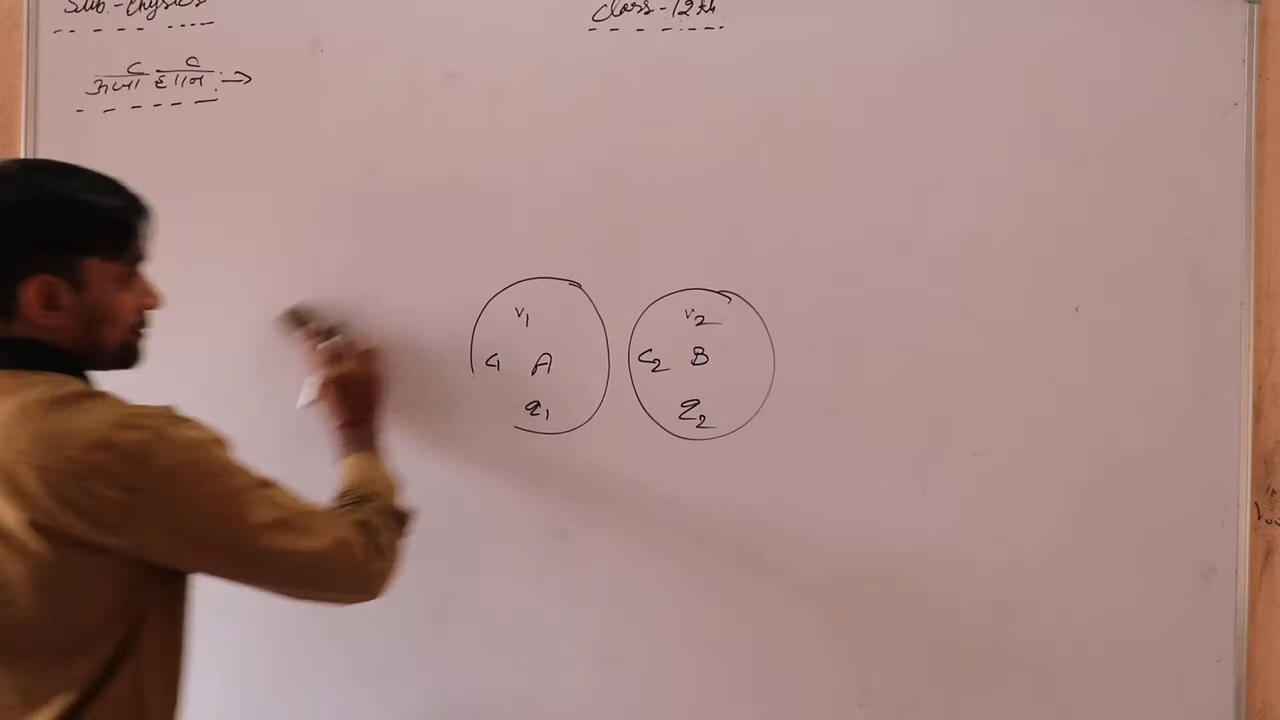 Sub.-Physics
Class-12th
ऊर्जा हानि :→
V1
V2
C1 A
C2 B
q1
q2